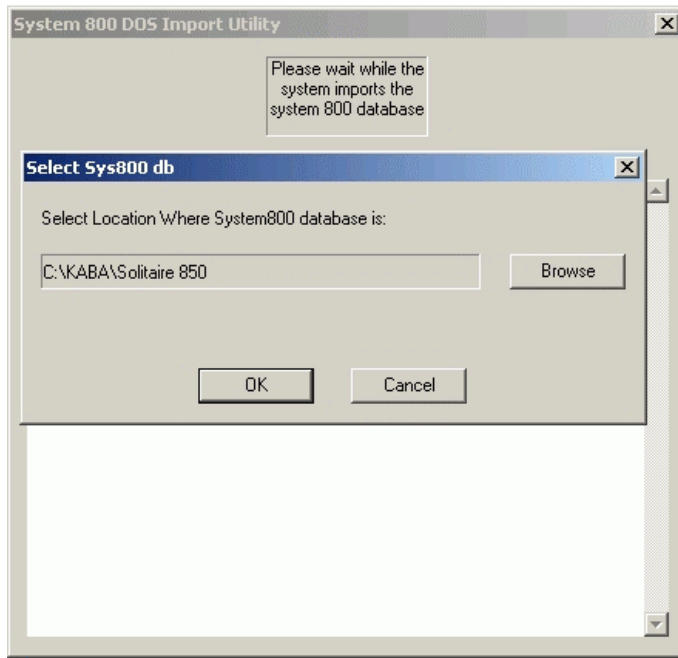 System 800 DOS Import Utility
Please wait while the
system imports the
system 800 database
Select Sys800 db
Select Location Where System800 database is:
C:\KABA\Solitaire 850
Browse
OK
Cancel